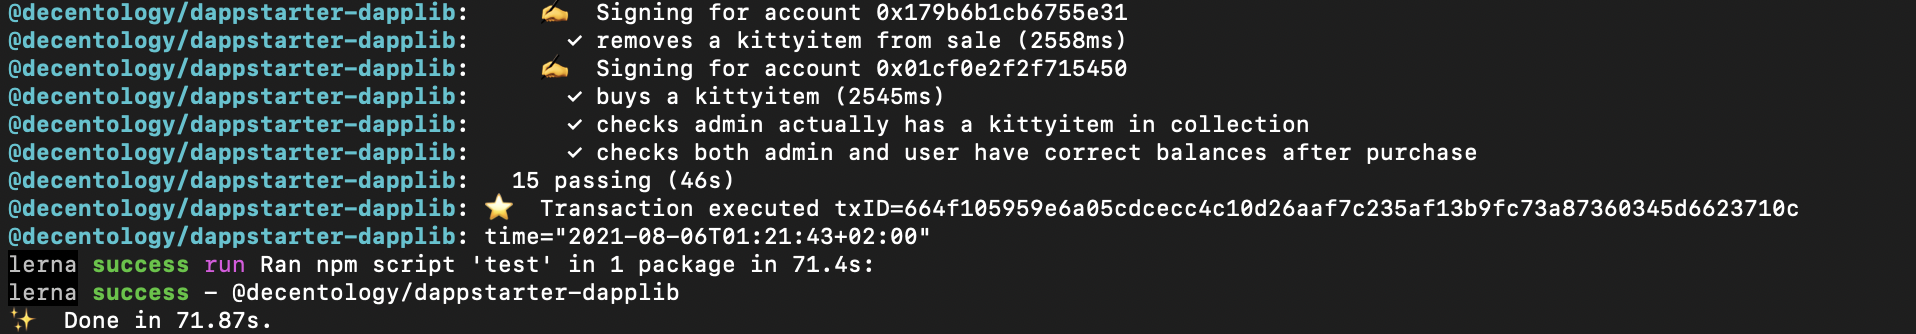 @decentology/dappstarter-dapplib: ✍️ Signing for account 0x179b6b1cb6755e31
@decentology/dappstarter-dapplib: ✓ removes a kittyitem from sale (2558ms)
@decentology/dappstarter-dapplib: ✍️ Signing for account 0x01cf0e2f2f715450
@decentology/dappstarter-dapplib: ✓ buys a kittyitem (2545ms)
@decentology/dappstarter-dapplib: ✓ checks admin actually has a kittyitem in collection
@decentology/dappstarter-dapplib: ✓ checks both admin and user have correct balances after purchase
@decentology/dappstarter-dapplib: 15 passing (46s)
@decentology/dappstarter-dapplib: ⭐ Transaction executed txID=664f105959e6a05cdcecc4c10d26aaf7c235af13b9fc73a87360345d6623710c
@decentology/dappstarter-dapplib: time="2021-08-06T01:21:43+02:00"
lerna success run Ran npm script 'test' in 1 package in 71.4s:
lerna success - @decentology/dappstarter-dapplib
✨ Done in 71.87s.